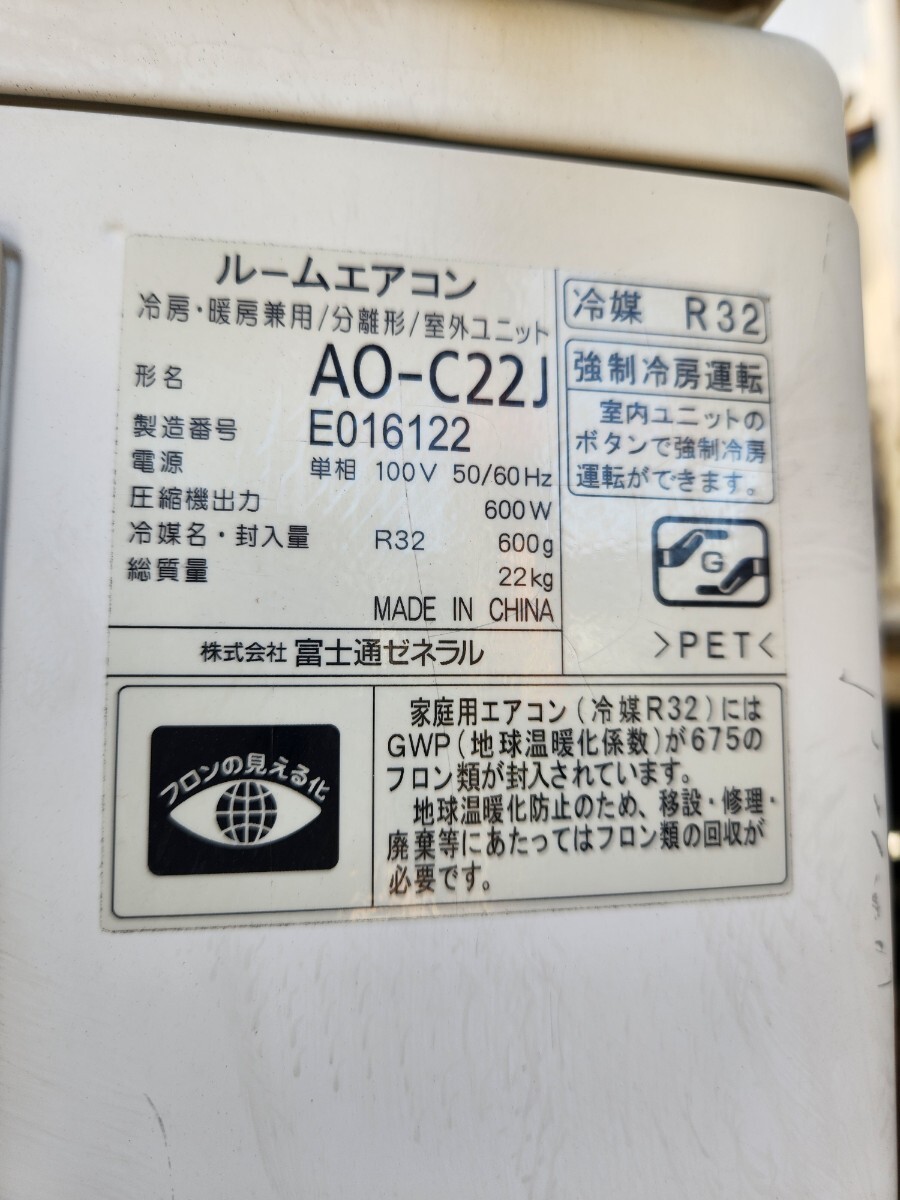 ルームエアコン
冷房・暖房兼用/分離形/室外ユニット
形名 AO-C22J
製造番号 E016122
電源 単相 100V 50/60Hz
圧縮機出力 600W
冷媒名・封入量 R32 600g
総質量 22kg
MADE IN CHINA
株式会社 富士通ゼネラル
冷媒 R32
強制冷房運転
室内ユニットの
ボタンで強制冷房
運転ができます。
G
>PET<
フロンの見える化
家庭用エアコン(冷媒R32)には
GWP(地球温暖化係数)が675の
フロン類が封入されています。
地球温暖化防止のため、移設・修理・
廃棄等にあたってはフロン類の回収が
必要です。